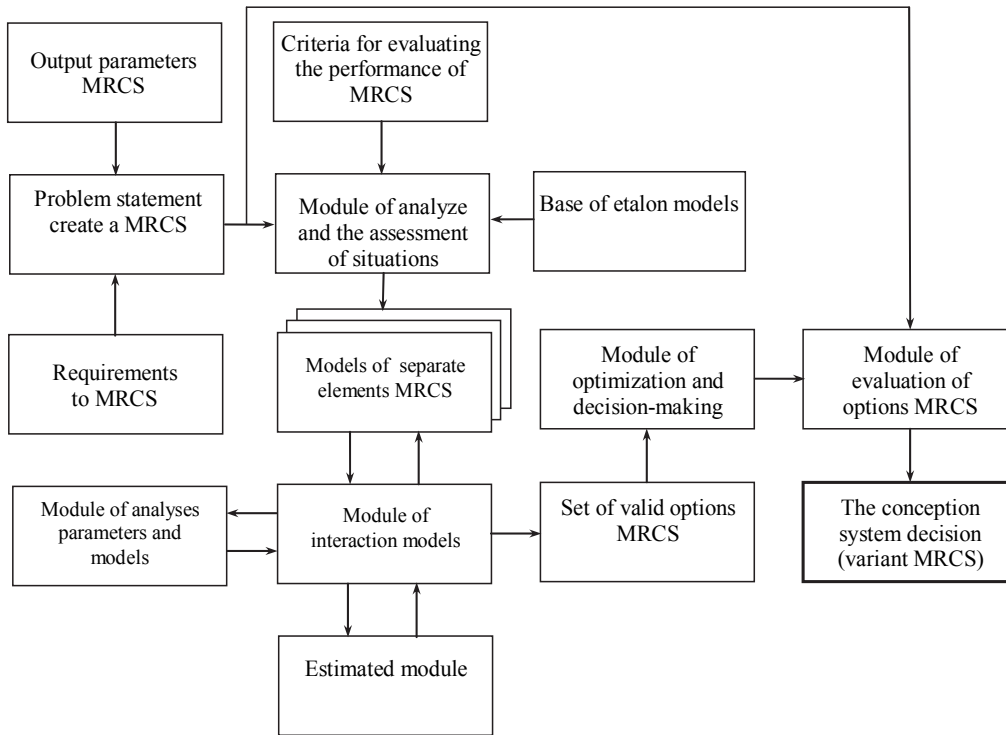 Output parameters
MRCS
Criteria for evaluating
the performance of
MRCS
Problem statement
create a MRCS
Module of analyze
and the assessment
of situations
Base of etalon models
Requirements
to MRCS
Models of separate
elements MRCS
Module of
optimization and
decision-making
Module of
evaluation of
options MRCS
Module of analyses
parameters and
models
Module of
interaction models
Set of valid options
MRCS
The conception
system decision
(variant MRCS)
Estimated module